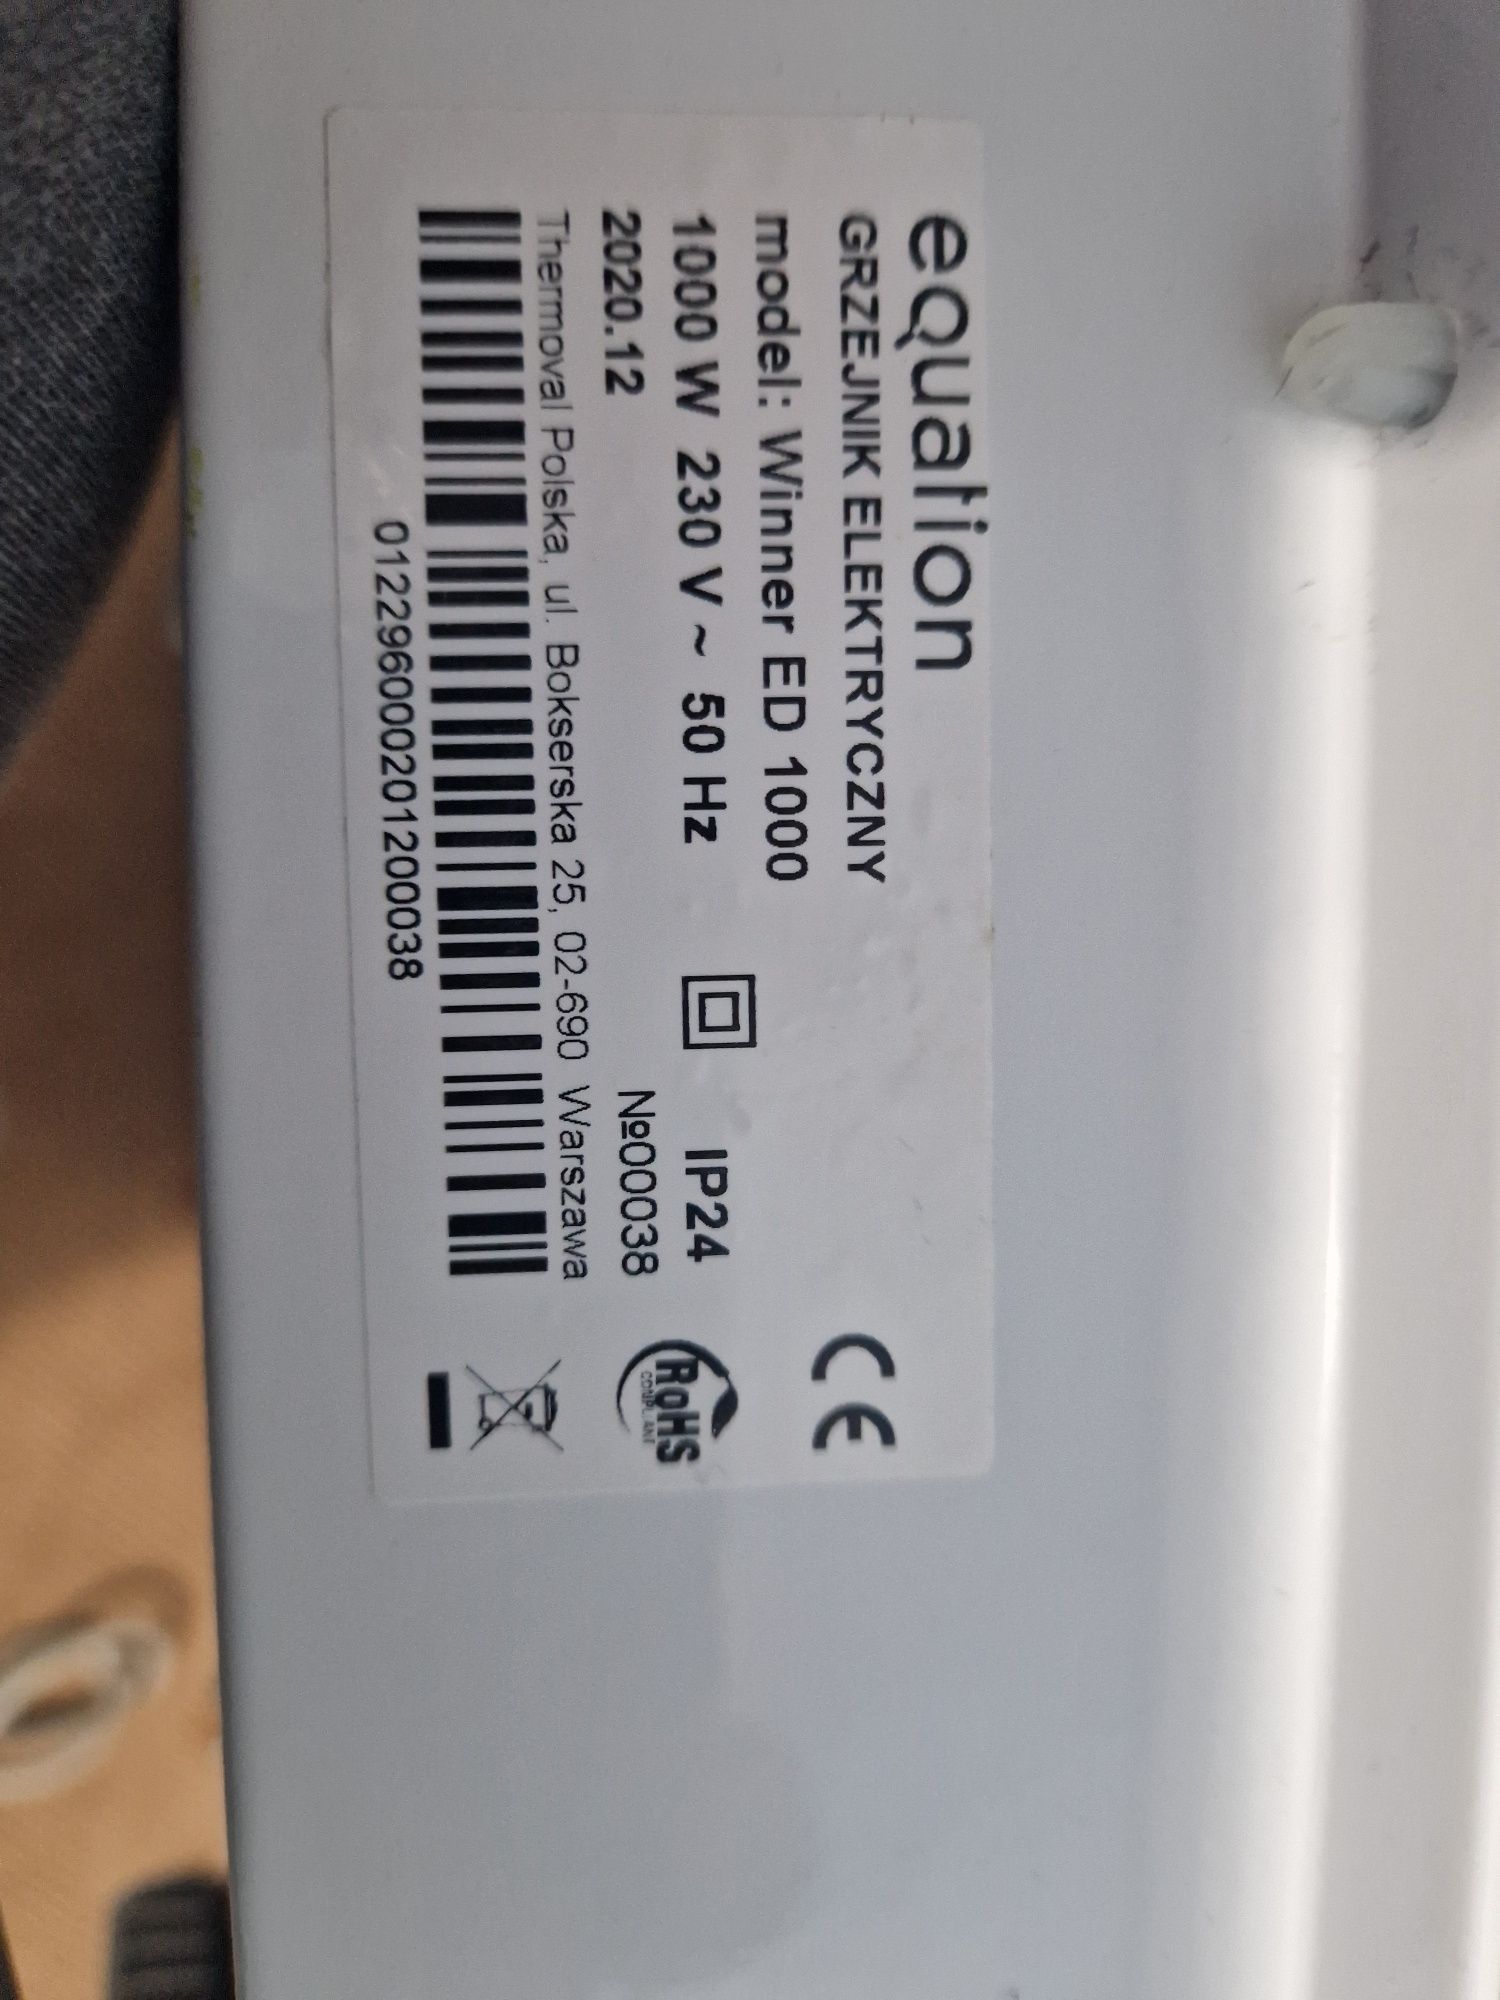 equation
GRZEJNIK ELEKTRYCZNY
model: Winner ED 1000
1000 W 230 V ~ 50 Hz IP24
2020.12 №00038
Thermoval Polska, ul. Bokserska 25, 02-690 Warszawa
012296000201200038
CE
RoHS
COMPLIANT